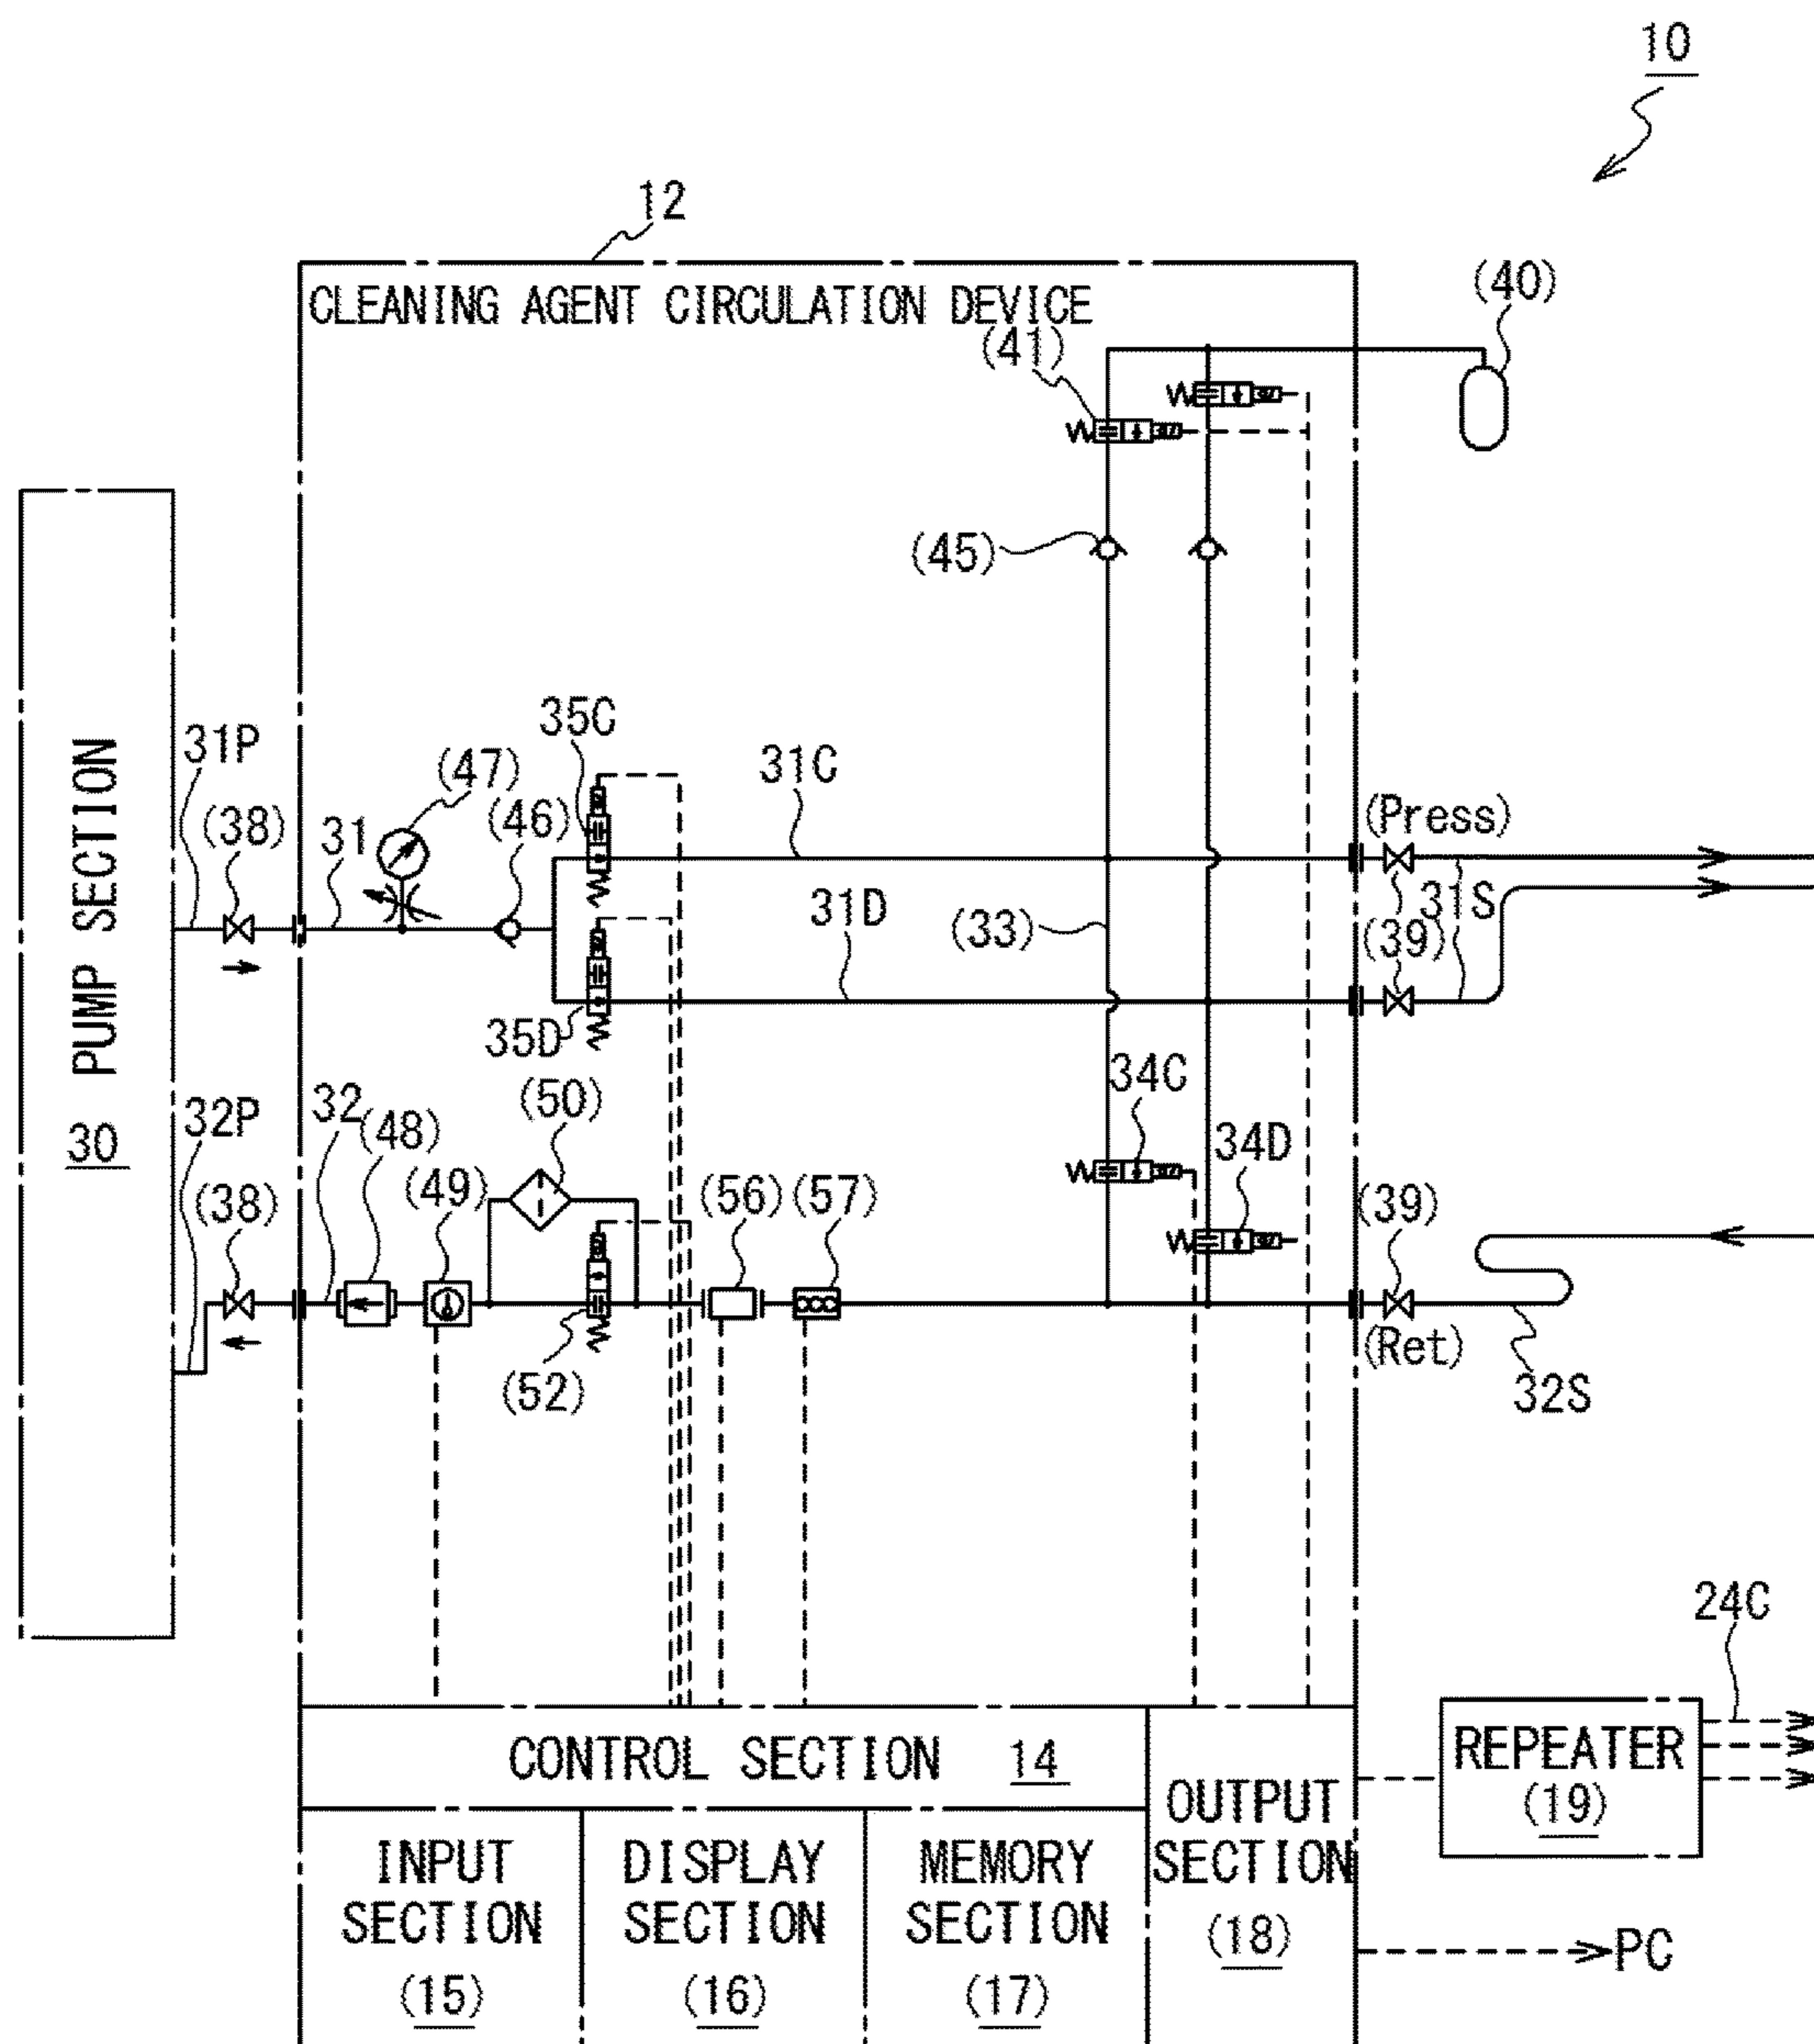 10
12
CLEANING AGENT CIRCULATION DEVICE
(40)
(41)
(45)
35C
31P
(47)
31C
(Press)
(38)
31
(46)
31D
(33)
31S
(39)
35D
PUMP SECTION
30
34C
(50)
32P
32
(48)
34D
(49)
(56)
(57)
(38)
(39)
(52)
(Ret)
32S
24C
CONTROL SECTION 14
REPEATER
(19)
OUTPUT
SECTION
(18)
INPUT
SECTION
(15)
DISPLAY
SECTION
(16)
MEMORY
SECTION
(17)
PC